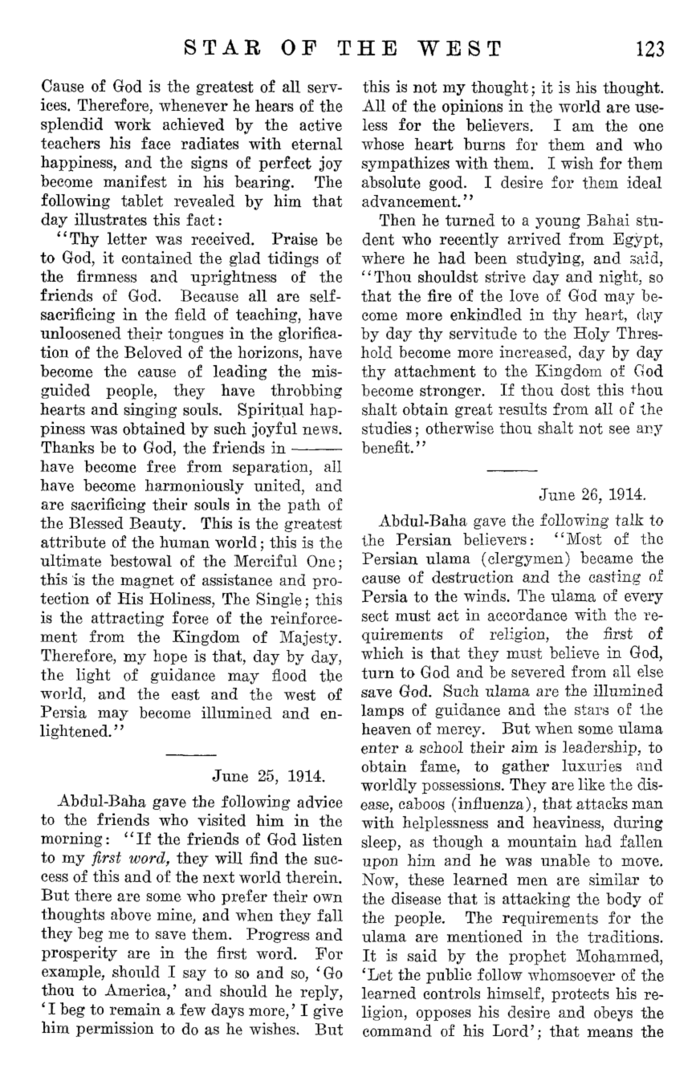 STAR OF THE WEST 123
Cause of God is the greatest of all serv-
ices. Therefore, whenever he hears of the
splendid work achieved by the active
teachers his face radiates with eternal
happiness, and the signs of perfect joy
become manifest in his bearing. The
following tablet revealed by him that
day illustrates this fact:
"Thy letter was received. Praise be
to God, it contained the glad tidings of
the firmness and uprightness of the
friends of God. Because all are self-
sacrificing in the field of teaching, have
unloosened their tongues in the glorifica-
tion of the Beloved of the horizons, have
become the cause of leading the mis-
guided people, they have throbbing
hearts and singing souls. Spiritual hap-
piness was obtained by such joyful news.
Thanks be to God, the friends in ———
have become free from separation, all
have become harmoniously united, and
are sacrificing their souls in the path of
the Blessed Beauty. This is the greatest
attribute of the human world; this is the
ultimate bestowal of the Merciful One;
this is the magnet of assistance and pro-
tection of His Holiness, The Single; this
is the attracting force of the reinforce-
ment from the Kingdom of Majesty.
Therefore, my hope is that, day by day,
the light of guidance may flood the
world, and the east and the west of
Persia may become illumined and en-
lightened."
June 25, 1914.
Abdul-Baha gave the following advice
to the friends who visited him in the
morning: "If the friends of God listen
to my first word, they will find the suc-
cess of this and of the next world therein.
But there are some who prefer their own
thoughts above mine, and when they fall
they beg me to save them. Progress and
prosperity are in the first word. For
example, should I say to so and so, 'Go
thou to America,' and should he reply,
'I beg to remain a few days more,' I give
him permission to do as he wishes. But
this is not my thought; it is his thought.
All of the opinions in the world are use-
less for the believers. I am the one
whose heart burns for them and who
sympathizes with them. I wish for them
absolute good. I desire for them ideal
advancement."
Then he turned to a young Bahai stu-
dent who recently arrived from Egypt,
where he had been studying, and said,
"Thou shouldst strive day and night, so
that the fire of the love of God may be-
come more enkindled in thy heart, day
by day thy servitude to the Holy Thres-
hold become more increased, day by day
thy attachment to the Kingdom of God
become stronger. If thou dost this thou
shalt obtain great results from all of the
studies; otherwise thou shalt not see any
benefit."
June 26, 1914.
Abdul-Baha gave the following talk to
the Persian believers: "Most of the
Persian ulama (clergymen) became the
cause of destruction and the casting of
Persia to the winds. The ulama of every
sect must act in accordance with the re-
quirements of religion, the first of
which is that they must believe in God,
turn to God and be severed from all else
save God. Such ulama are the illumined
lamps of guidance and the stars of the
heaven of mercy. But when some ulama
enter a school their aim is leadership, to
obtain fame, to gather luxuries and
worldly possessions. They are like the dis-
ease, caboos (influenza), that attacks man
with helplessness and heaviness, during
sleep, as though a mountain had fallen
upon him and he was unable to move.
Now, these learned men are similar to
the disease that is attacking the body of
the people. The requirements for the
ulama are mentioned in the traditions.
It is said by the prophet Mohammed,
'Let the public follow whomsoever of the
learned controls himself, protects his re-
ligion, opposes his desire and obeys the
command of his Lord'; that means the